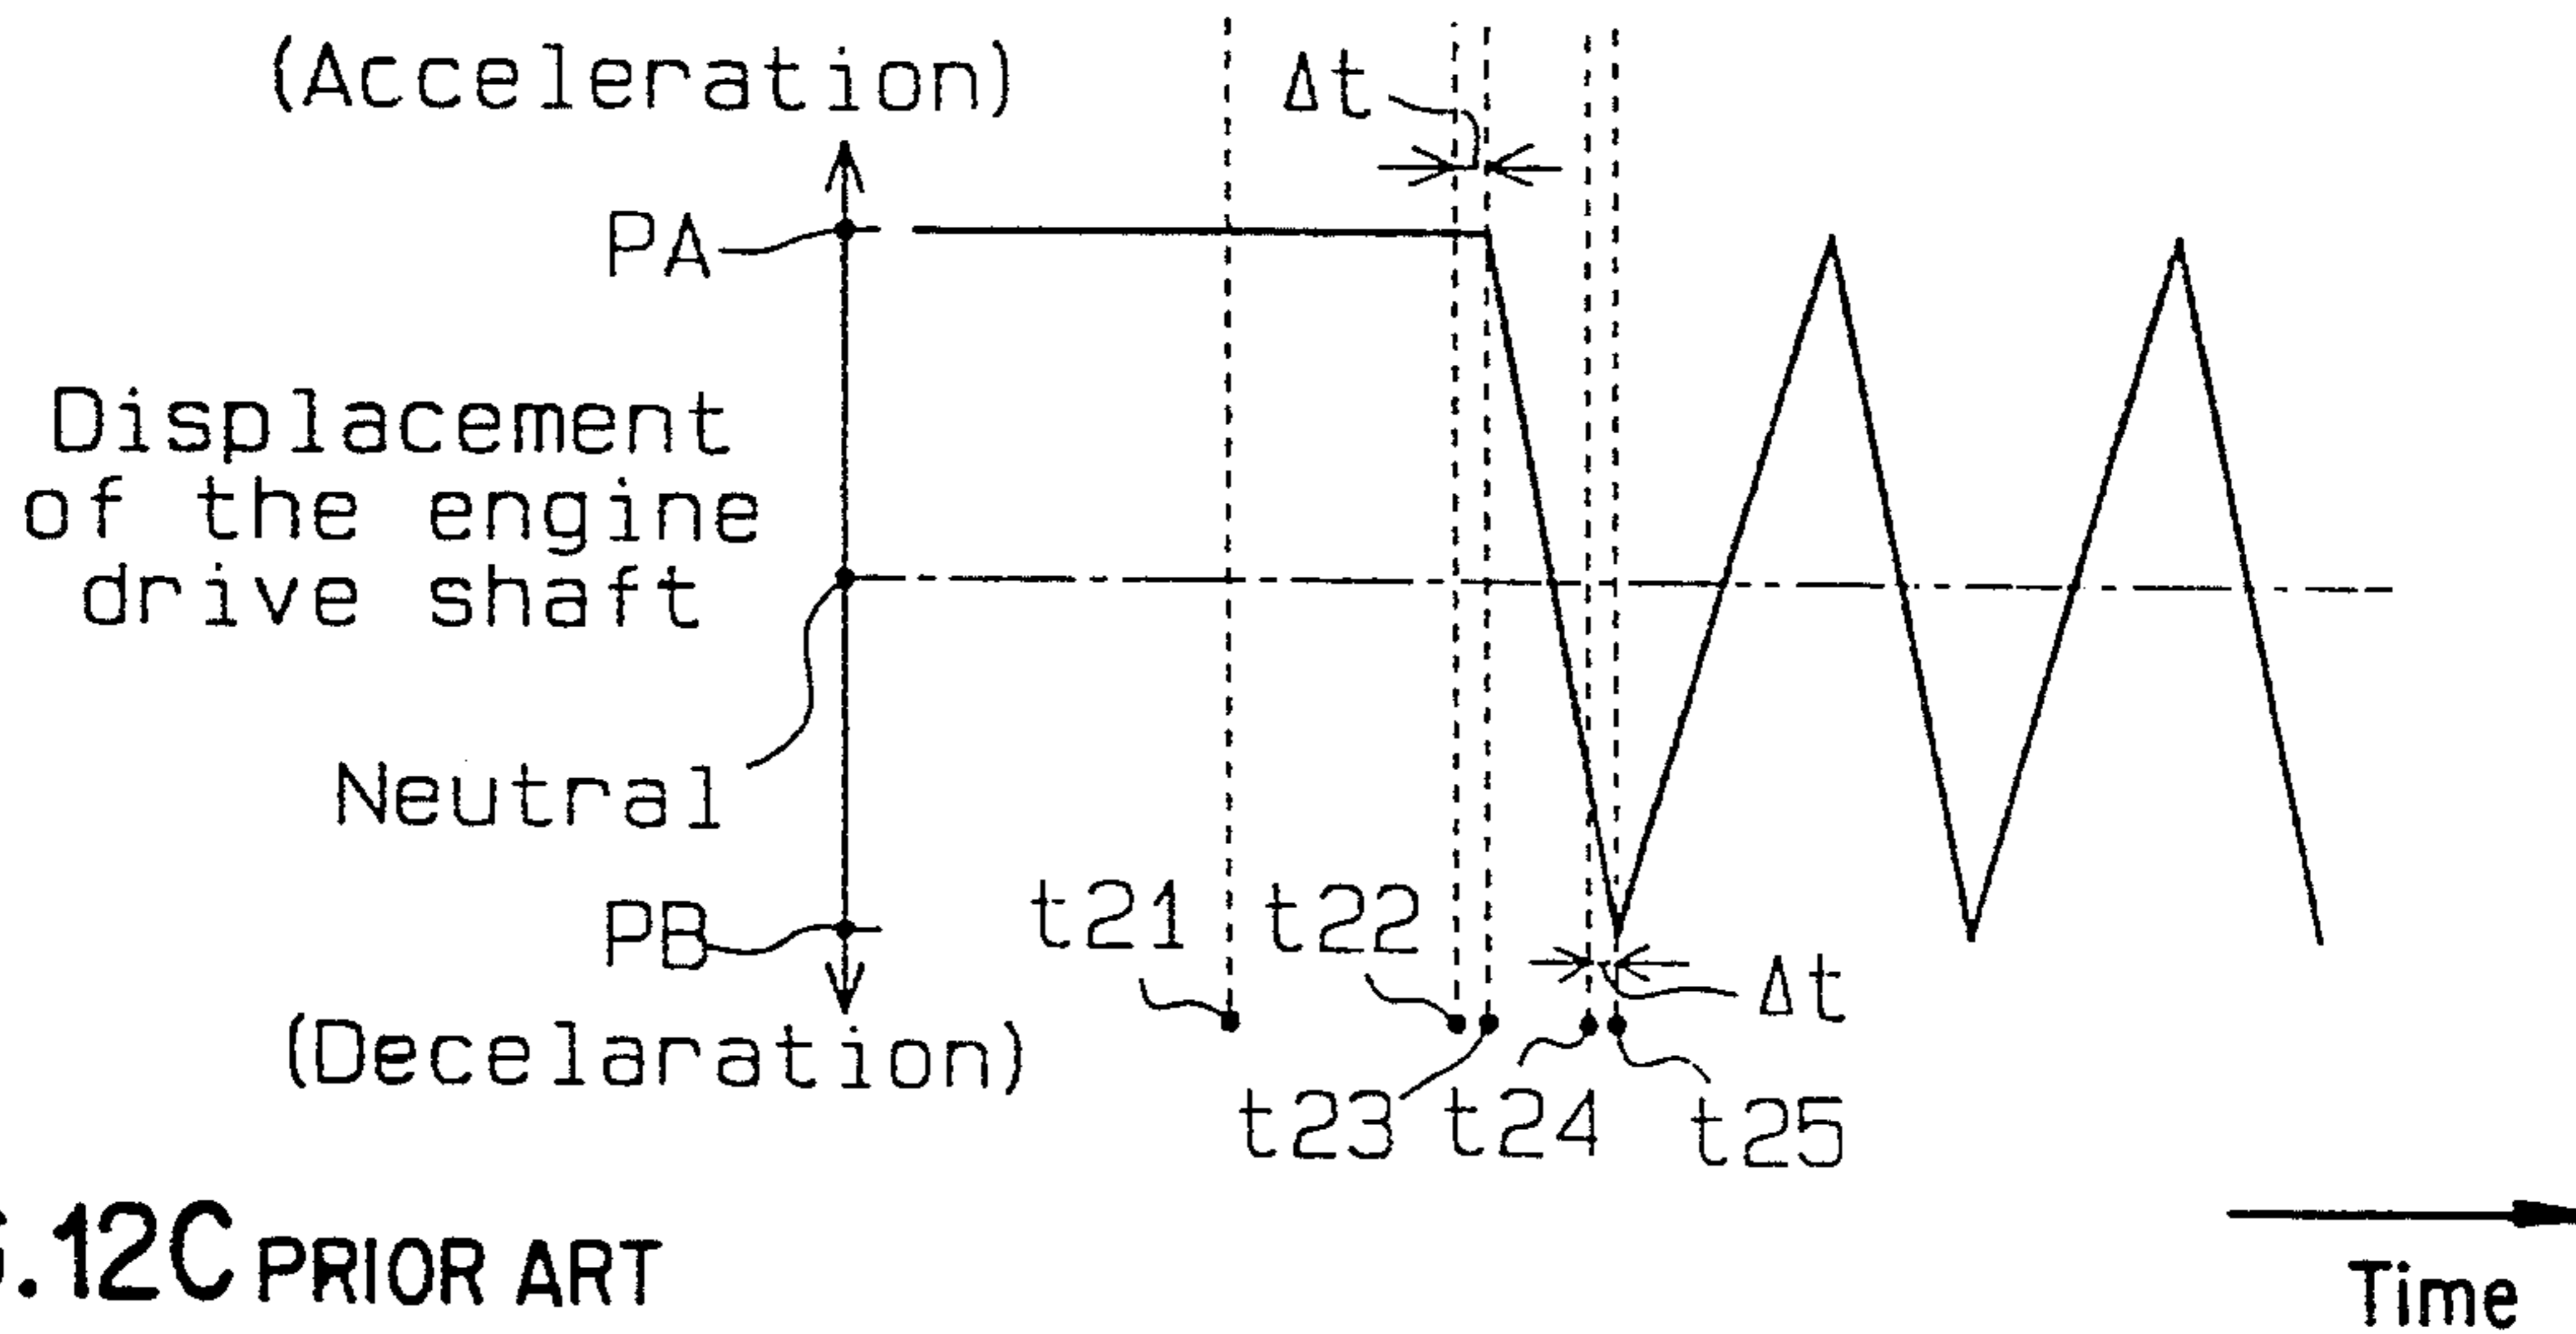 (Acceleration)
Δt
PA
Displacement
of the engine
drive shaft
Neutral
PB
t21
t22
Δt
(Decelaration)
t23
t24
t25
.12C PRIOR ART
Time